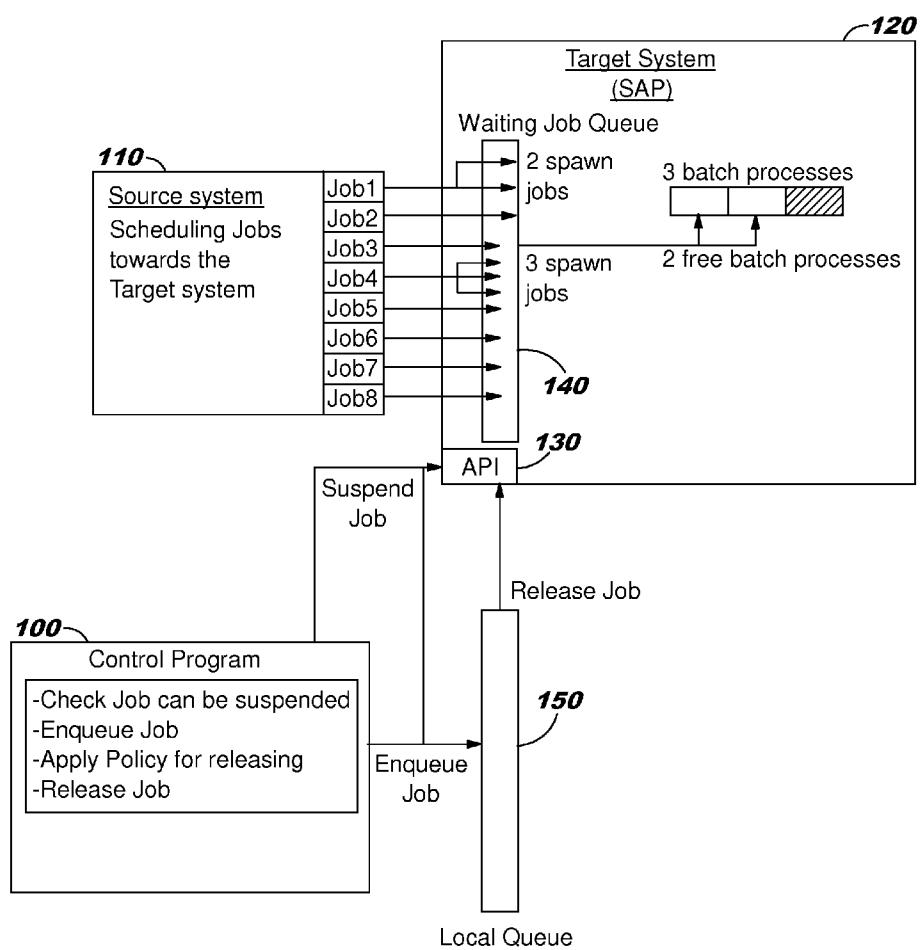 120
Target System
(SAP)
Waiting Job Queue
110
Source system
Scheduling Jobs
towards the
Target system
Job1
Job2
Job3
Job4
Job5
Job6
Job7
Job8
2 spawn
jobs
3 spawn
jobs
3 batch processes
2 free batch processes
140
130
API
Suspend
Job
Release Job
100
Control Program
-Check Job can be suspended
-Enqueue Job
-Apply Policy for releasing
-Release Job
Enqueue
Job
150
Local Queue